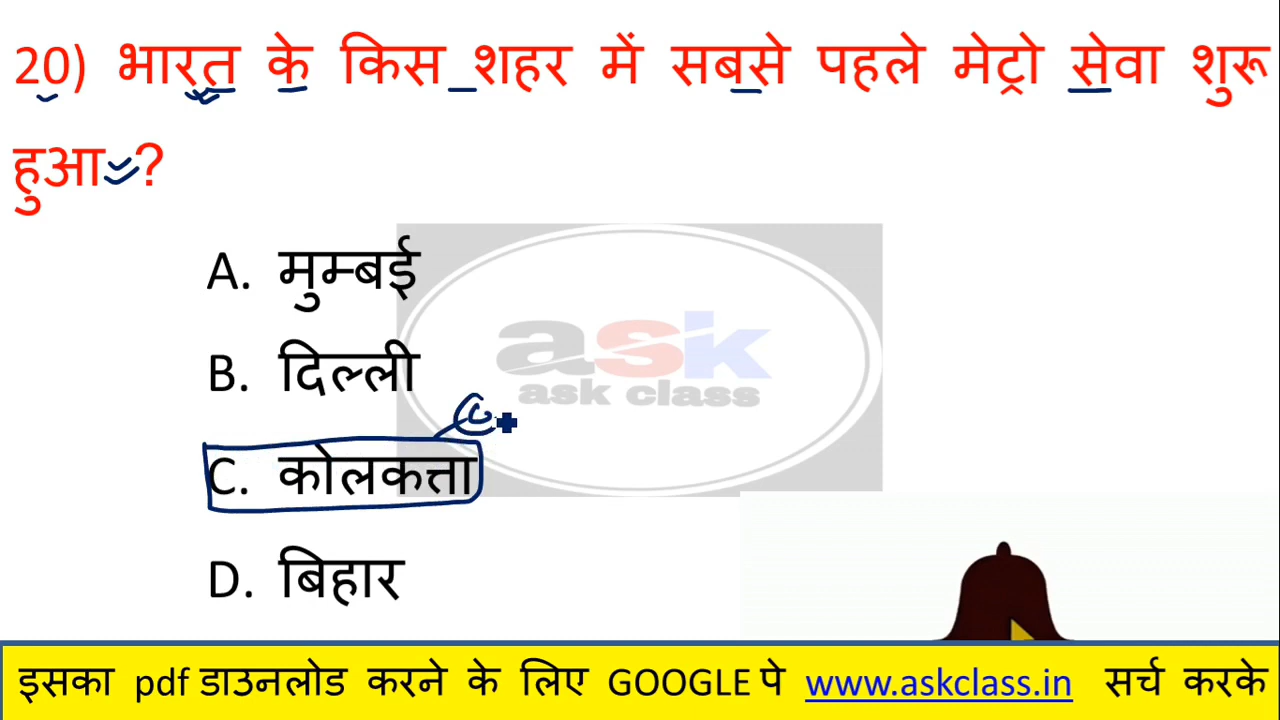 20) भारत के किस शहर में सबसे पहले मेट्रो सेवा शुरू
हुआ ?
A. मुम्बई
ask
B. दिल्ली
ask class
C. कोलकत्ता
D. बिहार
इसका pdf डाउनलोड करने के लिए GOOGLE पे www.askclass.in सर्च करके